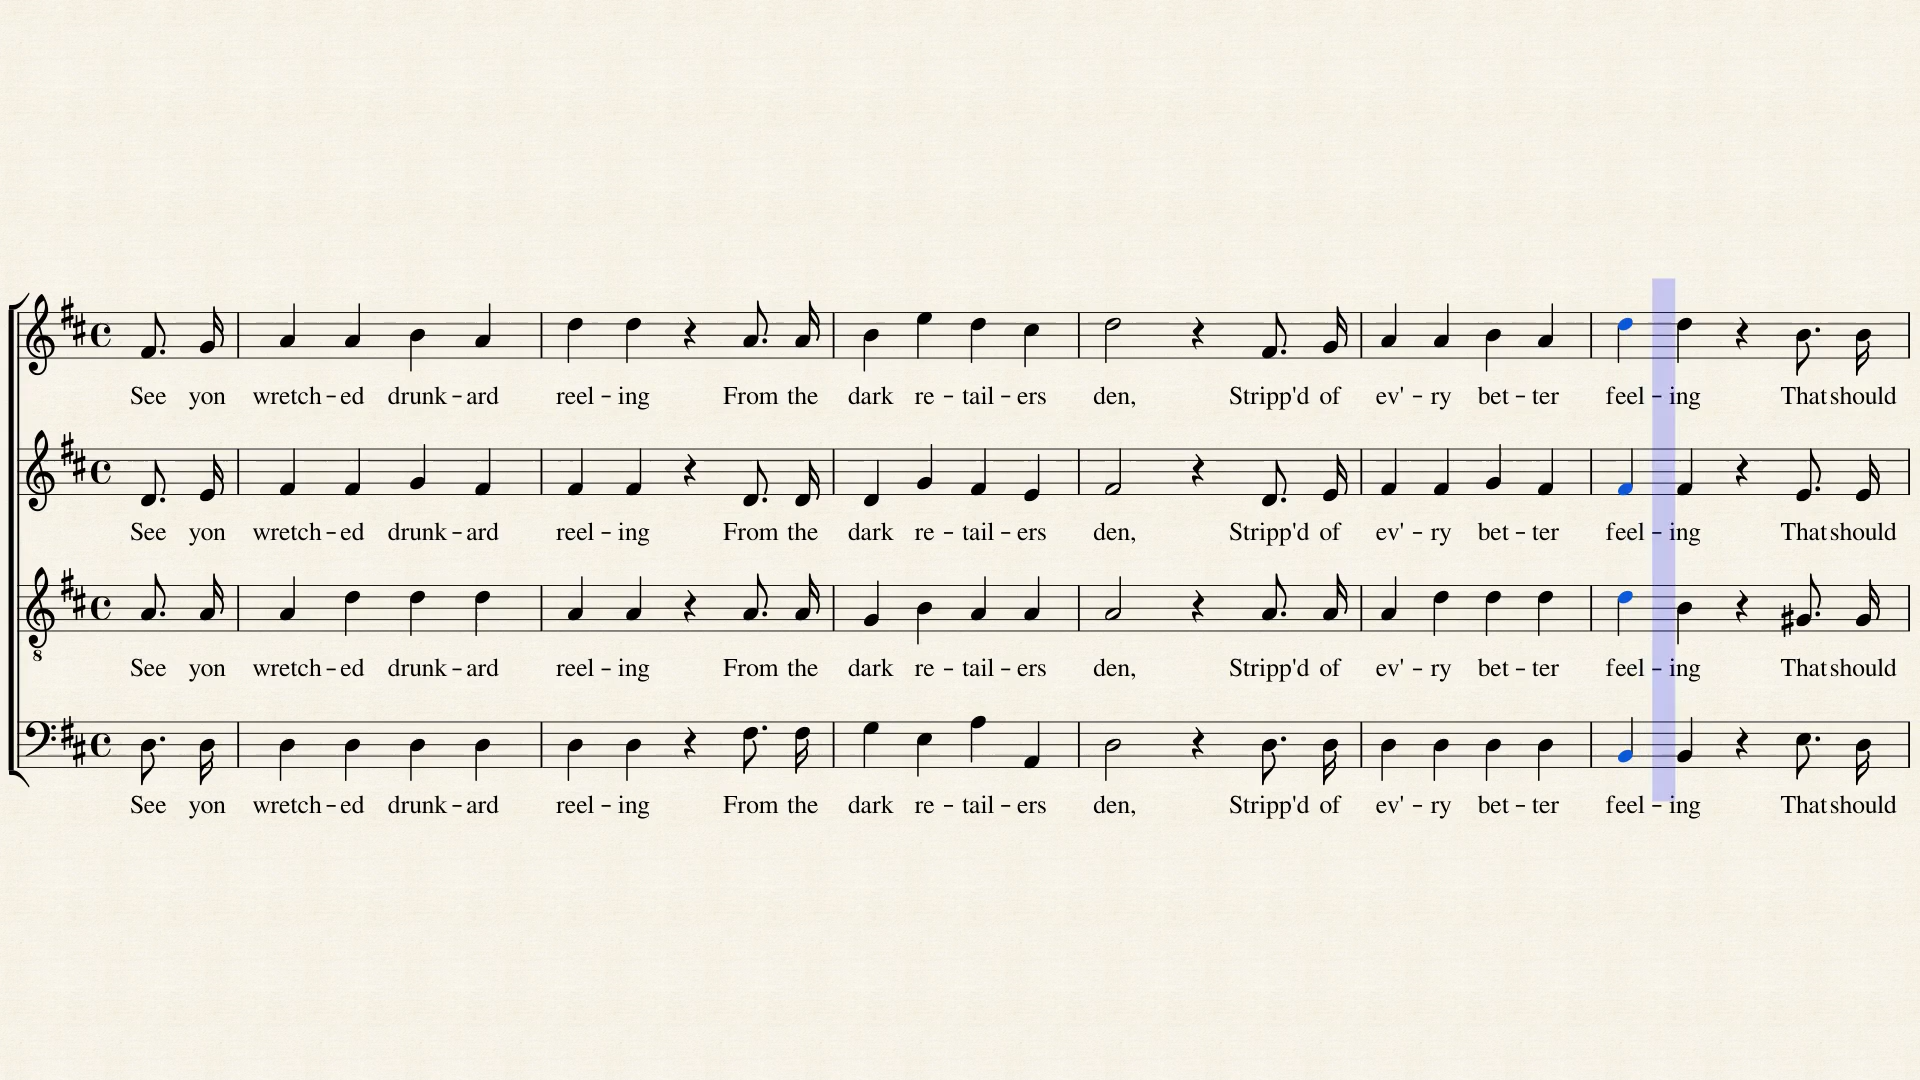 See yon wretch-ed drunk-ard reel-ing From the dark re-tail-ers den, Stripp'd of ev'-ry bet-ter feel-ing That should
See yon wretch-ed drunk-ard reel-ing From the dark re-tail-ers den, Stripp'd of ev'-ry bet-ter feel-ing That should
8
See yon wretch-ed drunk-ard reel-ing From the dark re-tail-ers den, Stripp'd of ev'-ry bet-ter feel-ing That should
See yon wretch-ed drunk-ard reel-ing From the dark re-tail-ers den, Stripp'd of ev'-ry bet-ter feel-ing That should